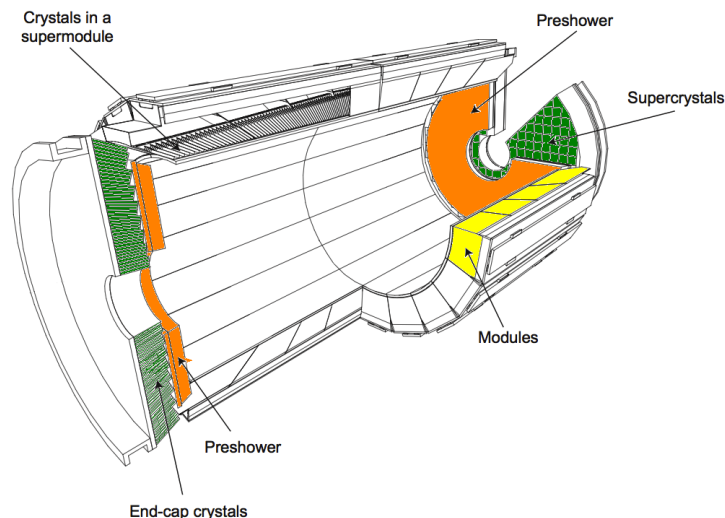 Crystals in a
supermodule
Preshower
Supercrystals
Modules
Preshower
End-cap crystals